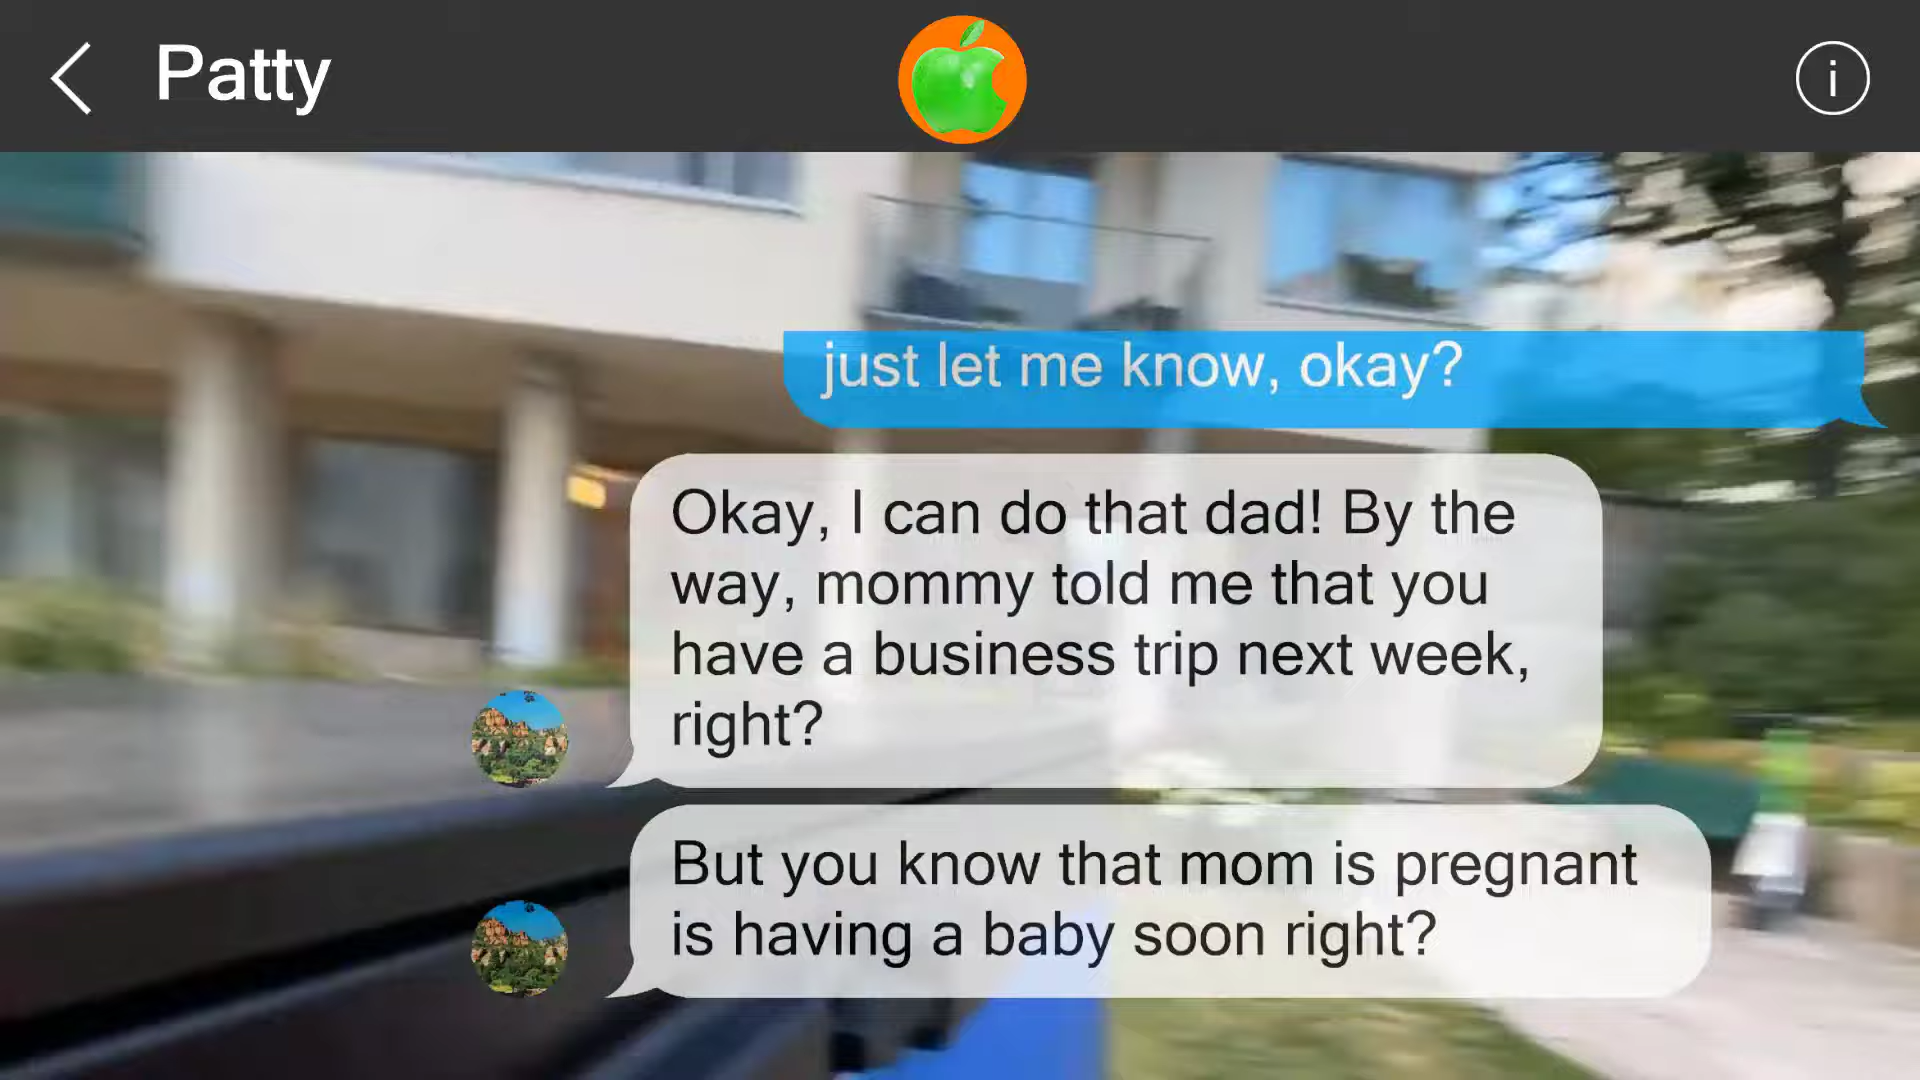 Patty
i
just let me know, okay?
Okay, I can do that dad! By the
way, mommy told me that you
have a business trip next week,
right?
But you know that mom is pregnant
is having a baby soon right?